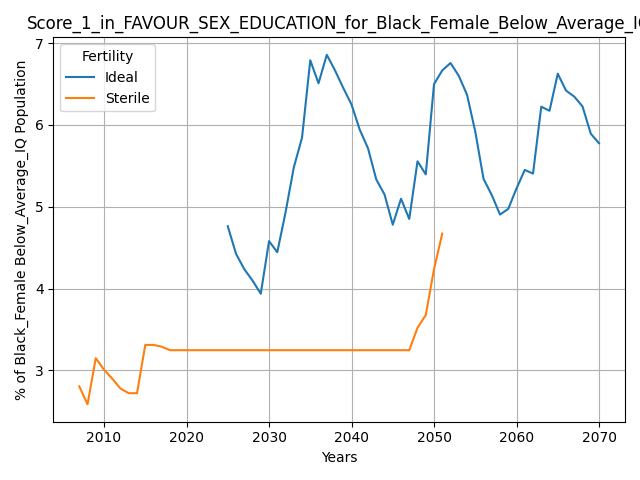 Score_1_in_FAVOUR_SEX_EDUCATION_for_Black_Female_Below_Average_IQ
Fertility
Ideal
Sterile
% of Black_Female Below_Average_IQ Population
7
6
5
4
3
2010 2020 2030 2040 2050 2060 2070
Years